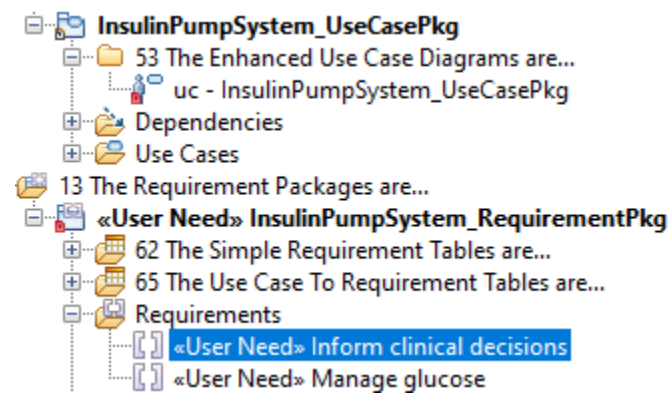 InsulinPumpSystem_UseCasePkg
53 The Enhanced Use Case Diagrams are...
uc - InsulinPumpSystem_UseCasePkg
Dependencies
Use Cases
13 The Requirement Packages are...
«User Need» InsulinPumpSystem_RequirementPkg
62 The Simple Requirement Tables are...
65 The Use Case To Requirement Tables are...
Requirements
«User Need» Inform clinical decisions
«User Need» Manage glucose